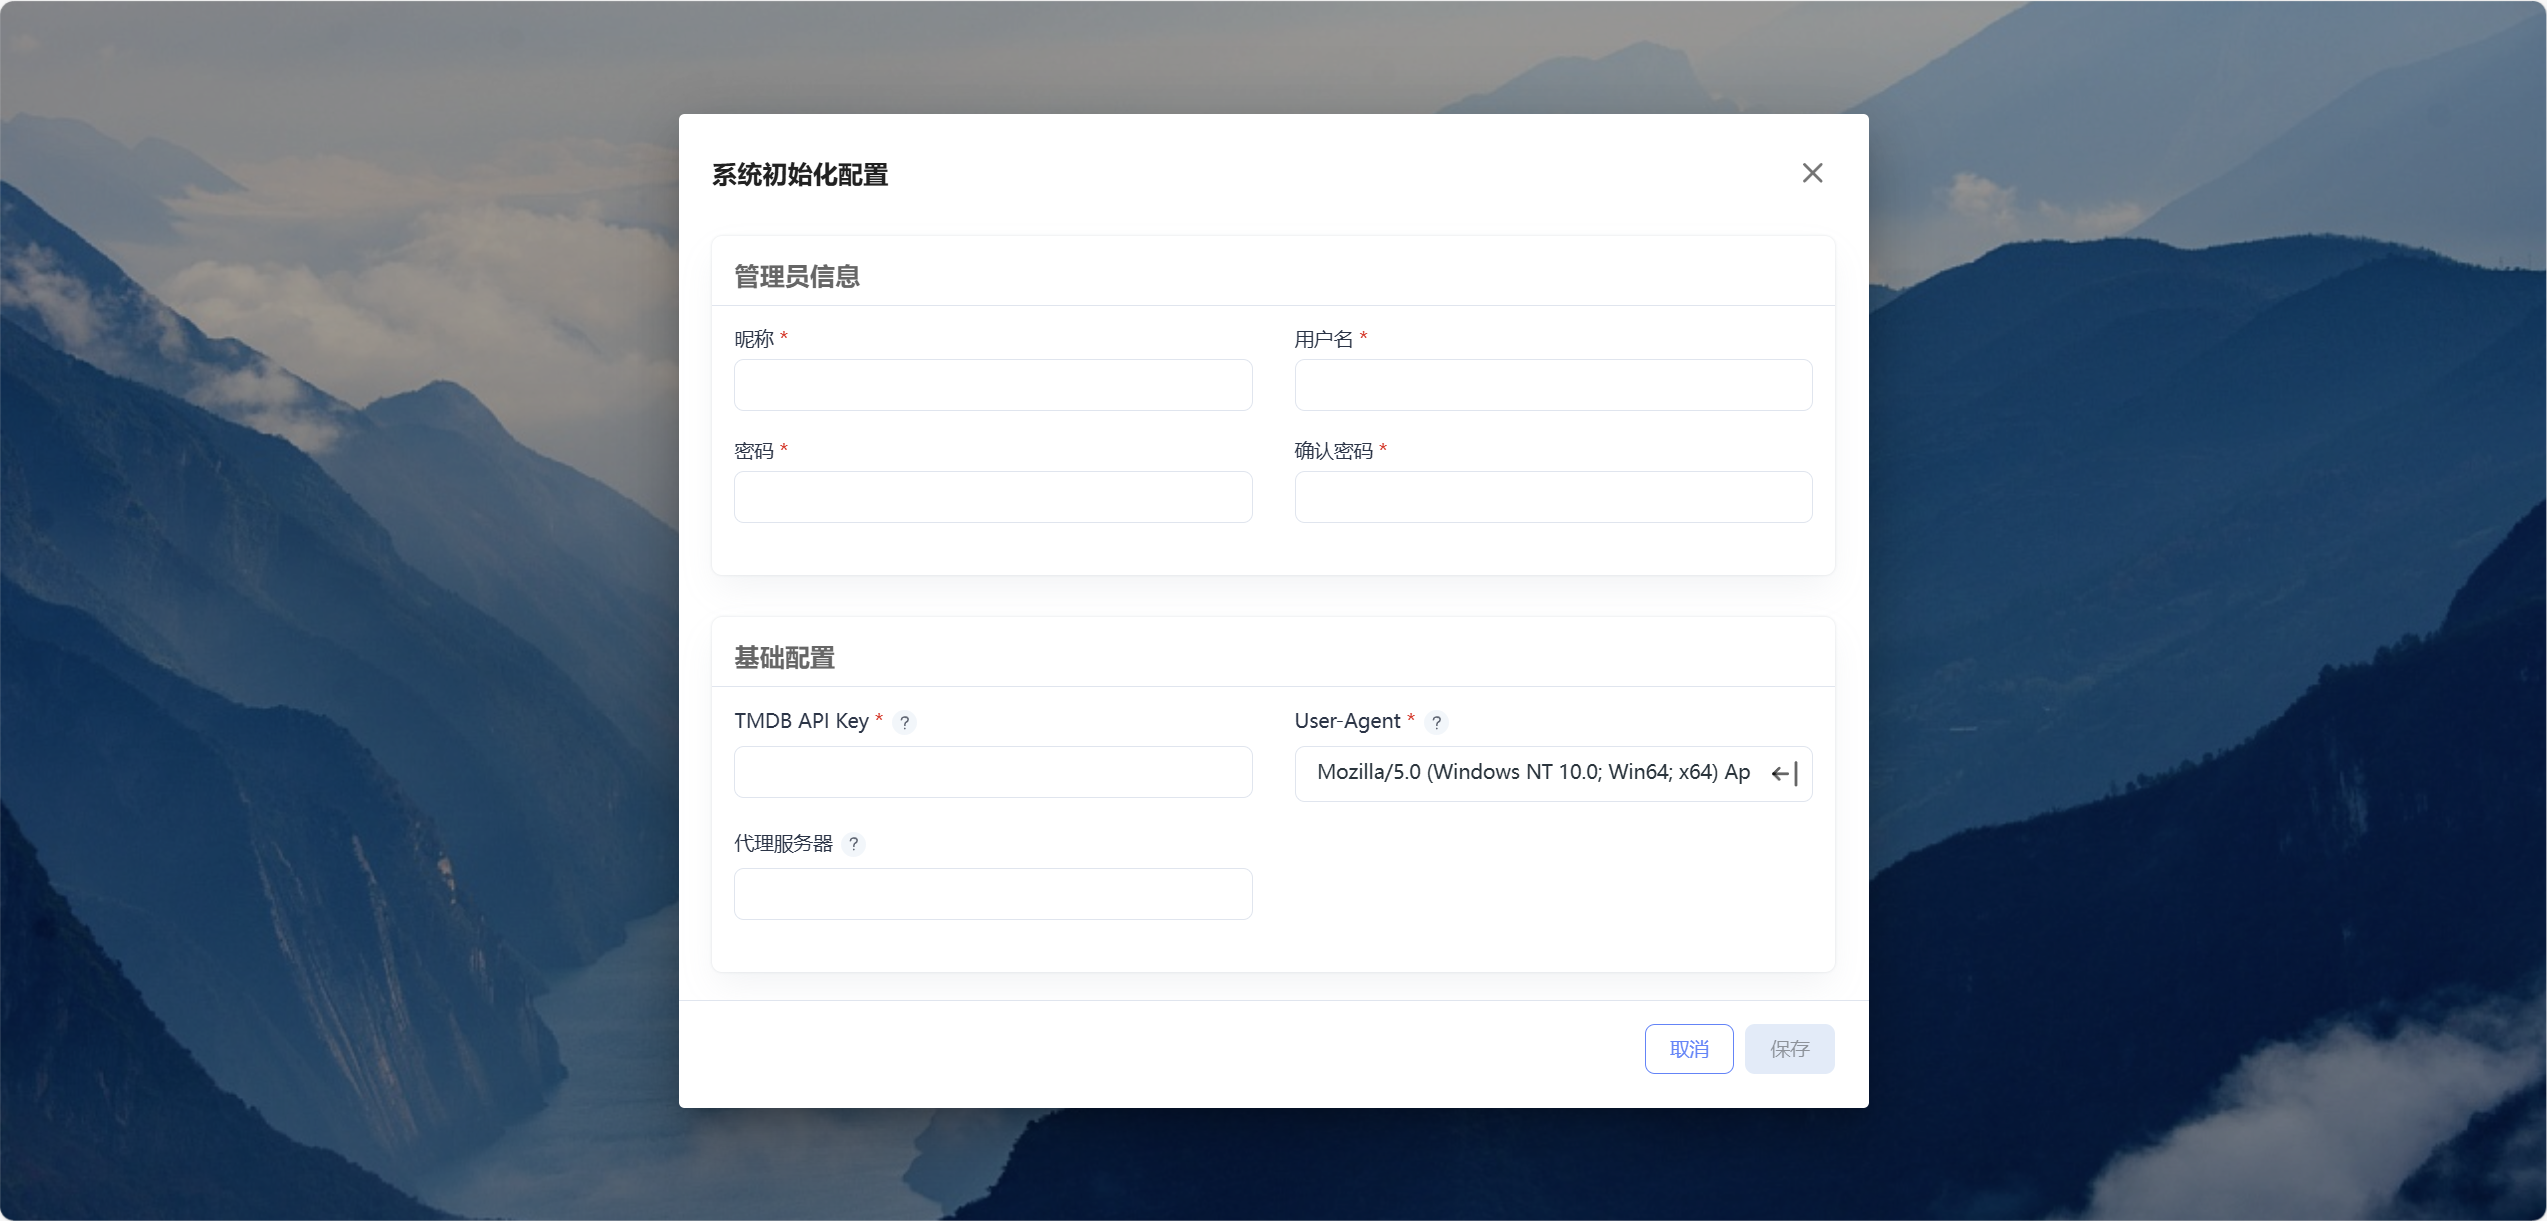 系统初始化配置
管理员信息
昵称 *
用户名 *
密码 *
确认密码 *
基础配置
TMDB API Key * ?
User-Agent * ?
Mozilla/5.0 (Windows NT 10.0; Win64; x64) Ap
代理服务器 ?
取消
保存